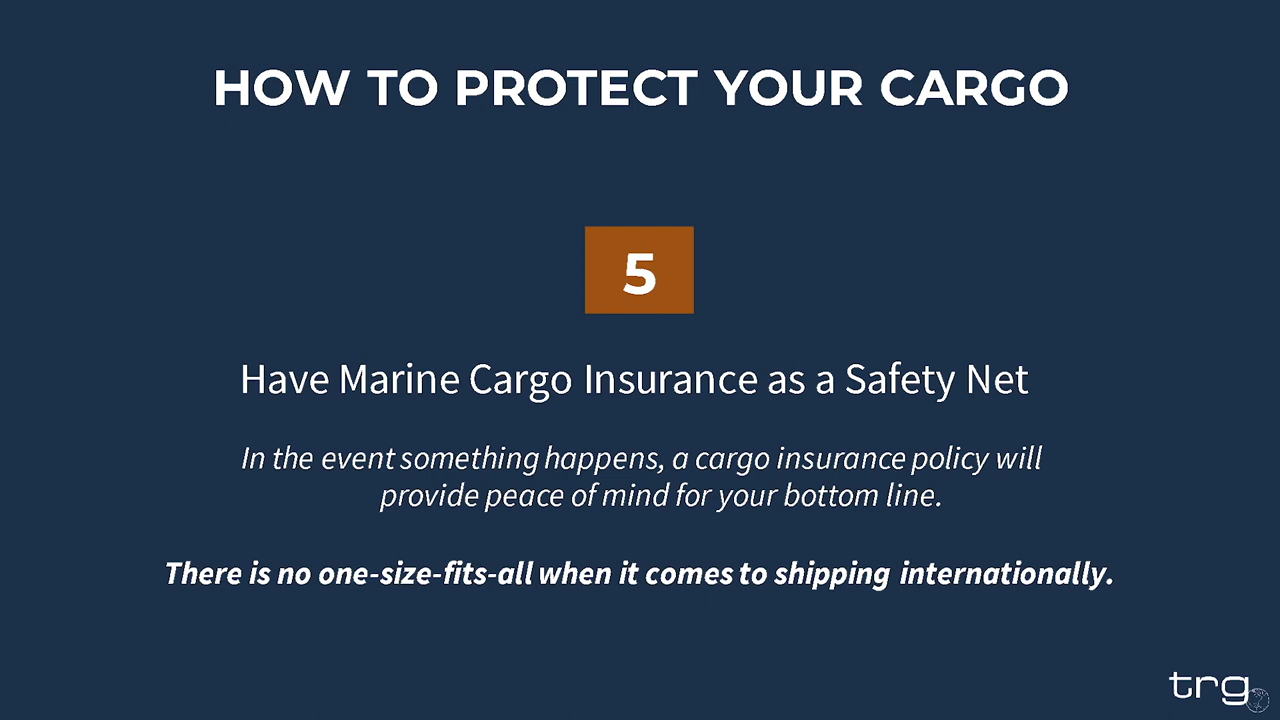 HOW TO PROTECT YOUR CARGO
5
Have Marine Cargo Insurance as a Safety Net
In the event something happens, a cargo insurance policy will
provide peace of mind for your bottom line.
There is no one-size-fits-all when it comes to shipping internationally.
trg